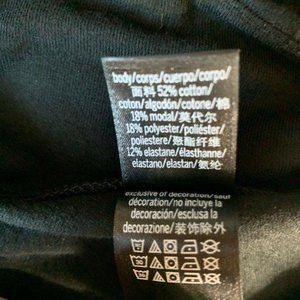 body/corps/cuerpo/corpo/
面料 52% cotton/
coton/algodón/cotone/棉
18% modal/莫代尔
18% polyester/poliéster/
poliestere/聚酯纤维
12% elastane/élasthanne/
elastano/elastan/氨纶
exclusive of decoration/sauf
décoration/no incluye la
decoración/esclusa la
decorazione/装饰除外